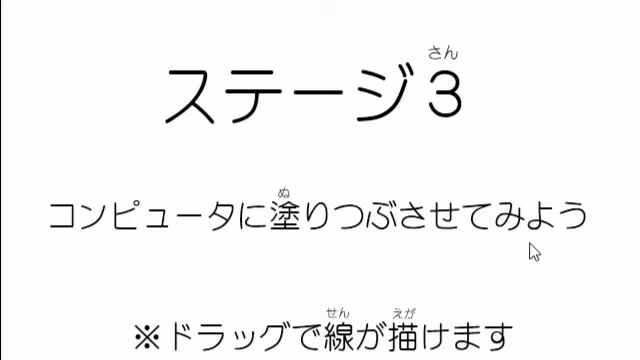 さん
ステージ3
ぬ
コンピュータに塗りつぶさせてみよう
せん えが
※ドラッグで線が描けます